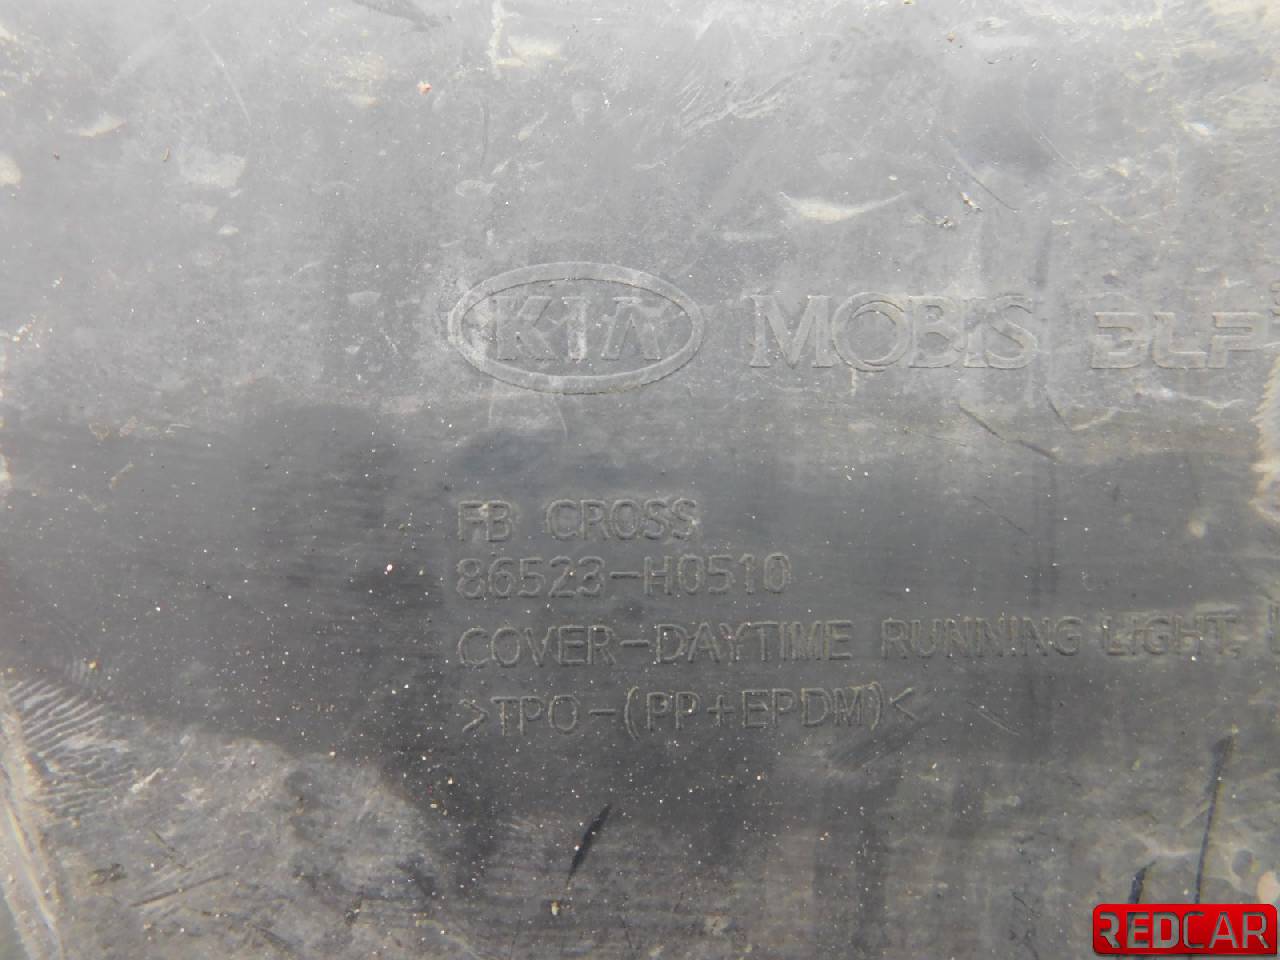 KIA MOBIS
FB CROSS
86523-H0510
COVER-DAYTIME RUNNING LIGHT,
>TPO-(PP+EPDM)<
REDCAR